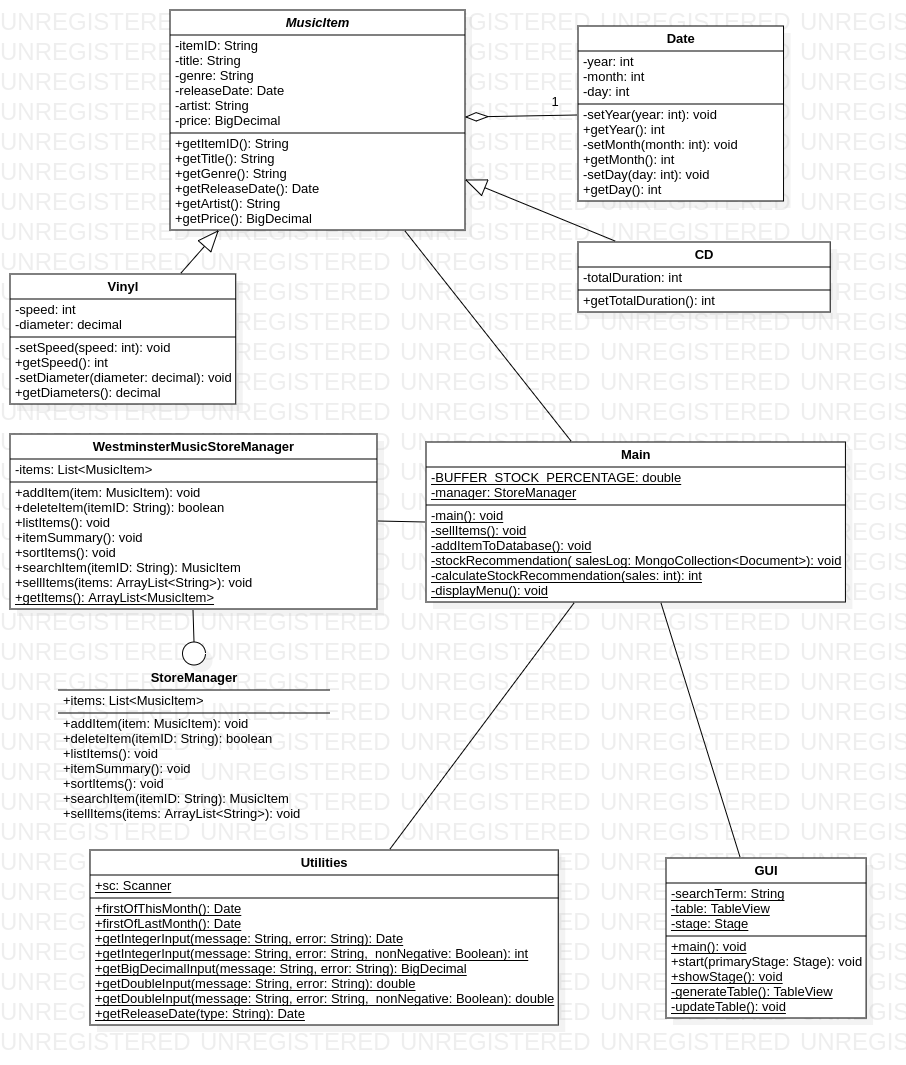 MusicItem
-itemID: String
-title: String
-genre: String
-releaseDate: Date
-artist: String
-price: BigDecimal
+getItemID(): String
+getTitle(): String
+getGenre(): String
+getReleaseDate(): Date
+getArtist(): String
+getPrice(): BigDecimal
1
Date
-year: int
-month: int
-day: int
-setYear(year: int): void
+getYear(): int
-setMonth(month: int): void
+getMonth(): int
-setDay(day: int): void
+getDay(): int
CD
-totalDuration: int
+getTotalDuration(): int
Vinyl
-speed: int
-diameter: decimal
-setSpeed(speed: int): void
+getSpeed(): int
-setDiameter(diameter: decimal): void
+getDiameters(): decimal
WestminsterMusicStoreManager
-items: List<MusicItem>
+addItem(item: MusicItem): void
+deleteItem(itemID: String): boolean
+listItems(): void
+itemSummary(): void
+sortItems(): void
+searchItem(itemID: String): MusicItem
+sellItems(items: ArrayList<String>): void
+getItems(): ArrayList<MusicItem>
Main
-BUFFER_STOCK_PERCENTAGE: double
-manager: StoreManager
-main(): void
-sellItems(): void
-addItemToDatabase(): void
-stockRecommendation( salesLog: MongoCollection<Document>): void
-calculateStockRecommendation(sales: int): int
-displayMenu(): void
StoreManager
+items: List<MusicItem>
+addItem(item: MusicItem): void
+deleteItem(itemID: String): boolean
+listItems(): void
+itemSummary(): void
+sortItems(): void
+searchItem(itemID: String): MusicItem
+sellItems(items: ArrayList<String>): void
Utilities
+sc: Scanner
+firstOfThisMonth(): Date
+firstOfLastMonth(): Date
+getIntegerInput(message: String, error: String): Date
+getIntegerInput(message: String, error: String,  nonNegative: Boolean): int
+getBigDecimalInput(message: String, error: String): BigDecimal
+getDoubleInput(message: String, error: String): double
+getDoubleInput(message: String, error: String,  nonNegative: Boolean): double
+getReleaseDate(type: String): Date
GUI
-searchTerm: String
-table: TableView
-stage: Stage
+main(): void
+start(primaryStage: Stage): void
+showStage(): void
-generateTable(): TableView
-updateTable(): void
UNREGISTERED